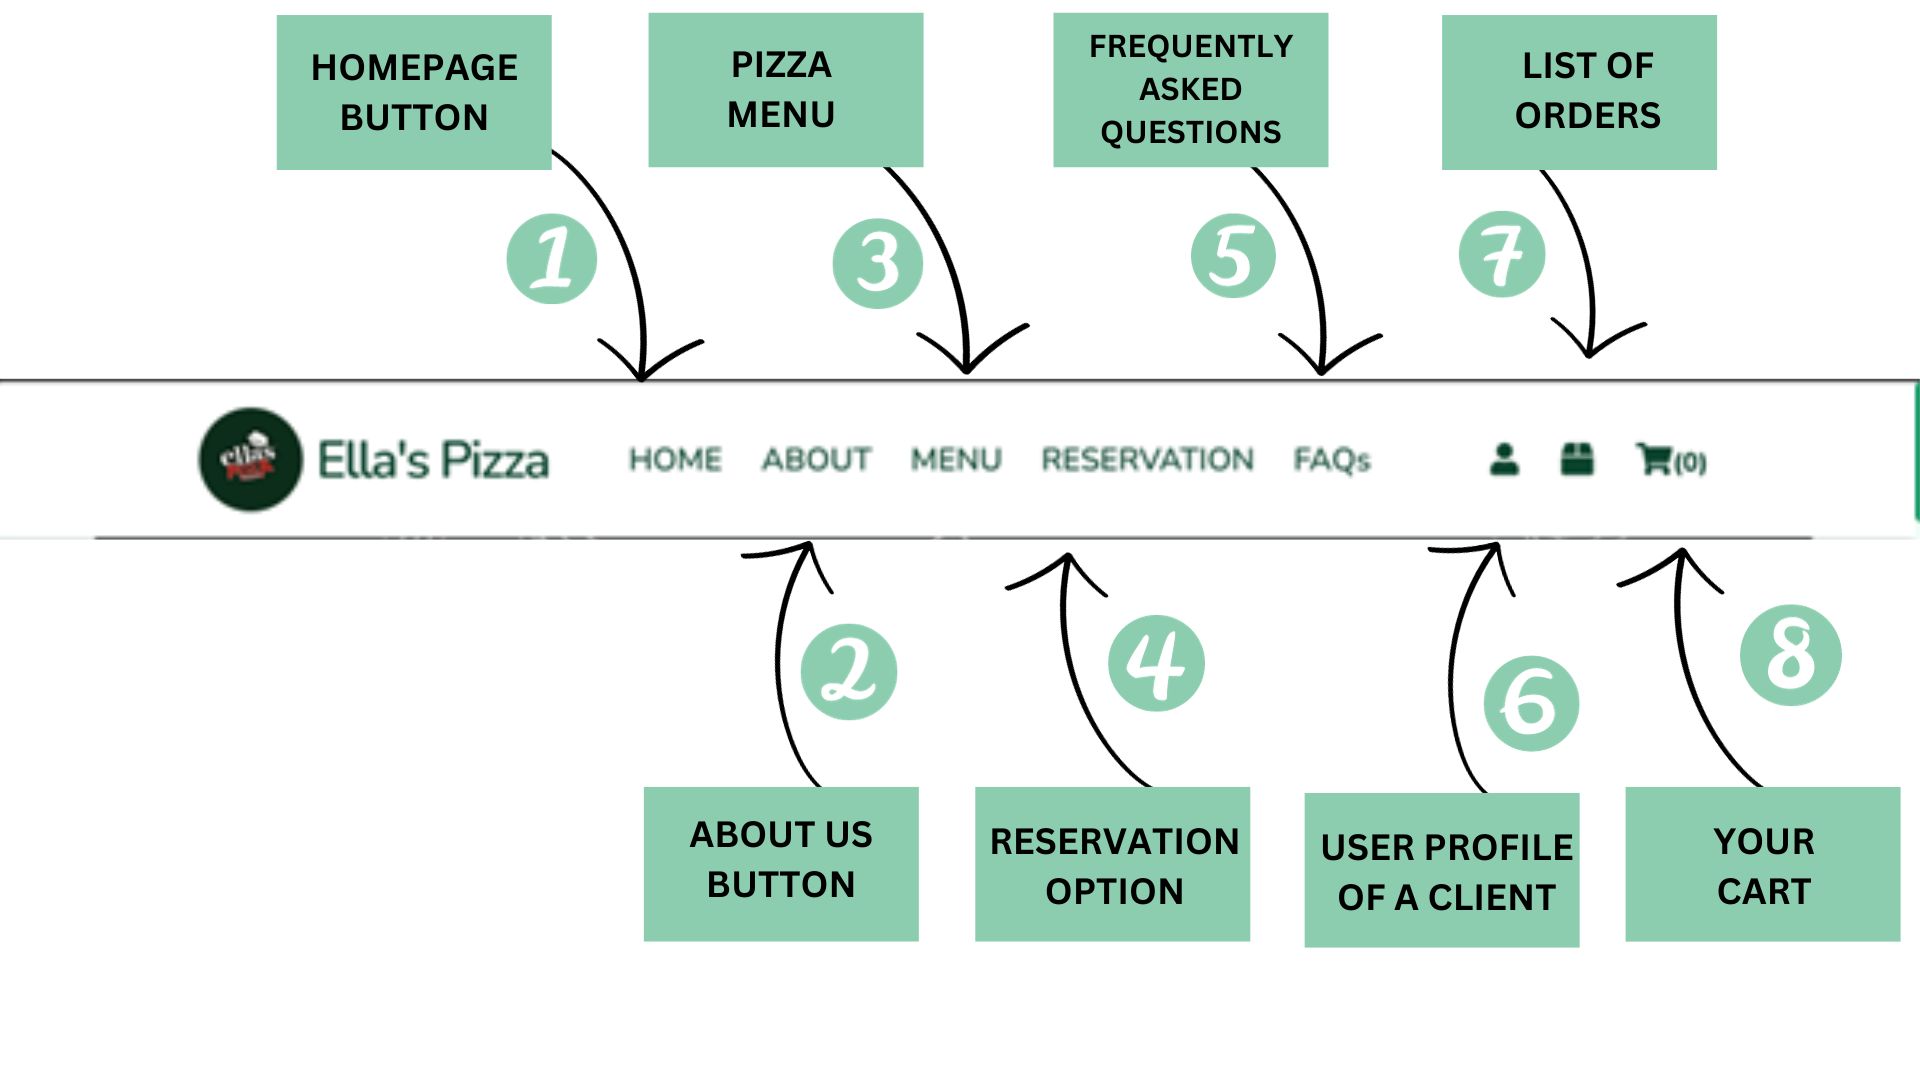 HOMEPAGE
BUTTON
PIZZA
MENU
FREQUENTLY
ASKED
QUESTIONS
LIST OF
ORDERS
1
3
5
7
ella's
PIZZA
Ella's Pizza
HOME
ABOUT
MENU
RESERVATION
FAQs
(0)
2
4
6
8
ABOUT US
BUTTON
RESERVATION
OPTION
USER PROFILE
OF A CLIENT
YOUR
CART